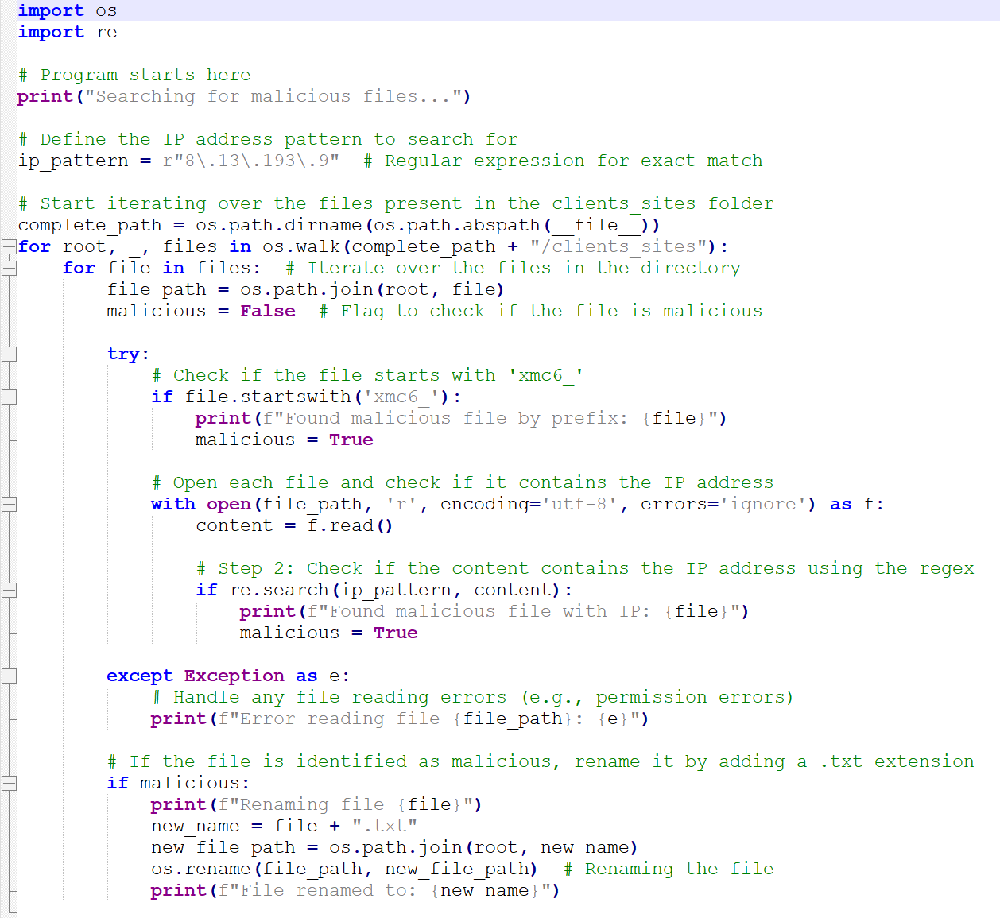 import os
import re

# Program starts here
print("Searching for malicious files...")

# Define the IP address pattern to search for
ip_pattern = r"8\.13\.193\.9"  # Regular expression for exact match

# Start iterating over the files present in the clients_sites folder
complete_path = os.path.dirname(os.path.abspath(__file__))
for root, _, files in os.walk(complete_path + "/clients_sites"):
    for file in files:  # Iterate over the files in the directory
        file_path = os.path.join(root, file)
        malicious = False  # Flag to check if the file is malicious

        try:
            # Check if the file starts with 'xmc6_'
            if file.startswith('xmc6_'):
                print(f"Found malicious file by prefix: {file}")
                malicious = True

            # Open each file and check if it contains the IP address
            with open(file_path, 'r', encoding='utf-8', errors='ignore') as f:
                content = f.read()

                # Step 2: Check if the content contains the IP address using the regex
                if re.search(ip_pattern, content):
                    print(f"Found malicious file with IP: {file}")
                    malicious = True

        except Exception as e:
            # Handle any file reading errors (e.g., permission errors)
            print(f"Error reading file {file_path}: {e}")

        # If the file is identified as malicious, rename it by adding a .txt extension
        if malicious:
            print(f"Renaming file {file}")
            new_name = file + ".txt"
            new_file_path = os.path.join(root, new_name)
            os.rename(file_path, new_file_path)  # Renaming the file
            print(f"File renamed to: {new_name}")